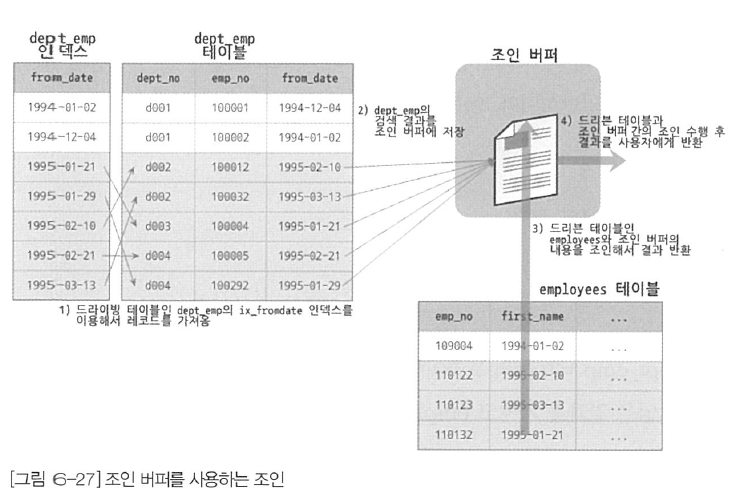 dept_emp
인덱스
from_date
1994-01-02
1994-12-04
1995-01-21
1995-01-29
1995-02-10
1995-02-21
1995-03-13
dept_emp
테이블
dept_no emp_no from_date
d001 100001 1994-12-04
d001 100002 1994-01-02
d002 100012 1995-02-10
d002 100032 1995-03-13
d003 100004 1995-01-21
d004 100005 1995-02-21
d004 100292 1995-01-29
1) 드라이빙 테이블인 dept_emp의 ix_fromdate 인덱스를
이용해서 레코드를 가져옴
2) dept_emp의
검색 결과를
조인 버퍼에 저장
조인 버퍼
4) 드리븐 테이블과
조인 버퍼간의 조인 수행 후
결과를 사용자에게 반환
3) 드리븐 테이블인
employees와 조인 버퍼의
내용을 조인해서 결과 반환
employees 테이블
emp_no first_name ...
109004 1994-01-02 ...
110122 1995-02-10 ...
110123 1995-03-13 ...
110132 1995-01-21 ...
[그림 6-27] 조인 버퍼를 사용하는 조인